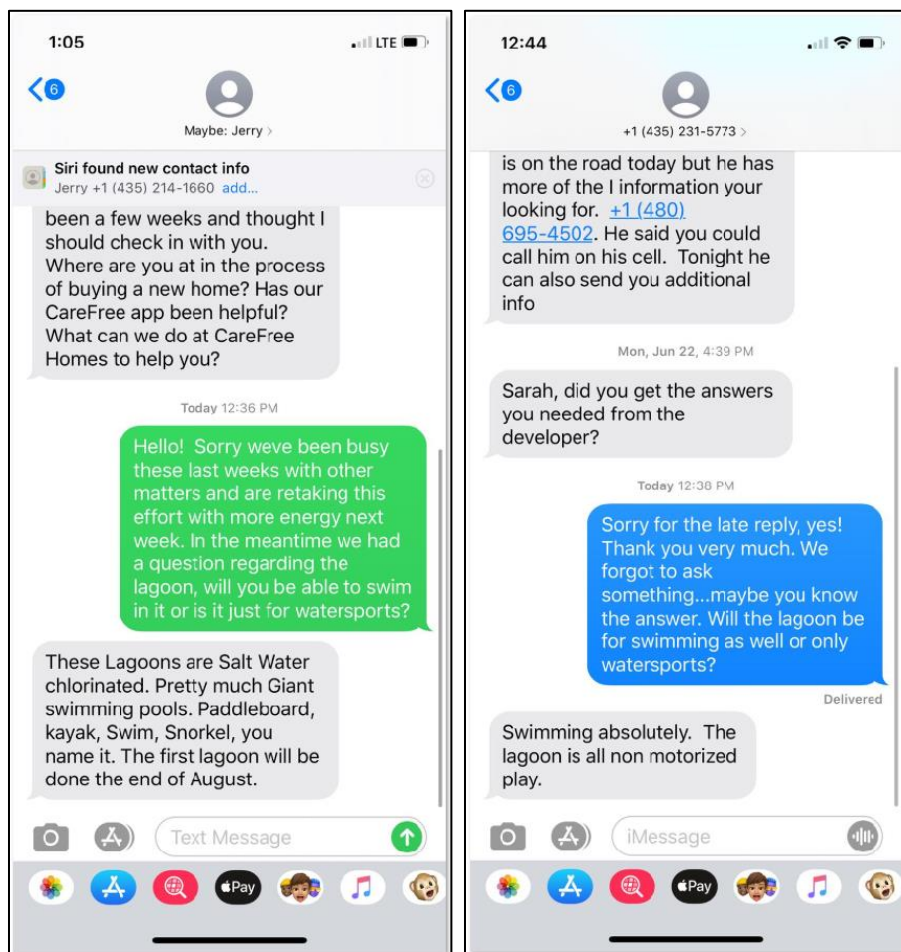 1:05
LTE
6
Maybe: Jerry >
Siri found new contact info
Jerry +1 (435) 214-1660 add...
been a few weeks and thought I
should check in with you.
Where are you at in the process
of buying a new home? Has our
CareFree app been helpful?
What can we do at CareFree
Homes to help you?
Today 12:36 PM
Hello!  Sorry weve been busy
these last weeks with other
matters and are retaking this
effort with more energy next
week. In the meantime we had
a question regarding the
lagoon, will you be able to swim
in it or is it just for watersports?
These Lagoons are Salt Water
chlorinated. Pretty much Giant
swimming pools. Paddleboard,
kayak, Swim, Snorkel, you
name it. The first lagoon will be
done the end of August.
Text Message
Pay
12:44
6
+1 (435) 231-5773 >
is on the road today but he has
more of the I information your
looking for.  +1 (480)
695-4502. He said you could
call him on his cell.  Tonight he
can also send you additional
info
Mon, Jun 22, 4:39 PM
Sarah, did you get the answers
you needed from the
developer?
Today 12:38 PM
Sorry for the late reply, yes!
Thank you very much. We
forgot to ask
something...maybe you know
the answer. Will the lagoon be
for swimming as well or only
watersports?
Delivered
Swimming absolutely.  The
lagoon is all non motorized
play.
iMessage
Pay